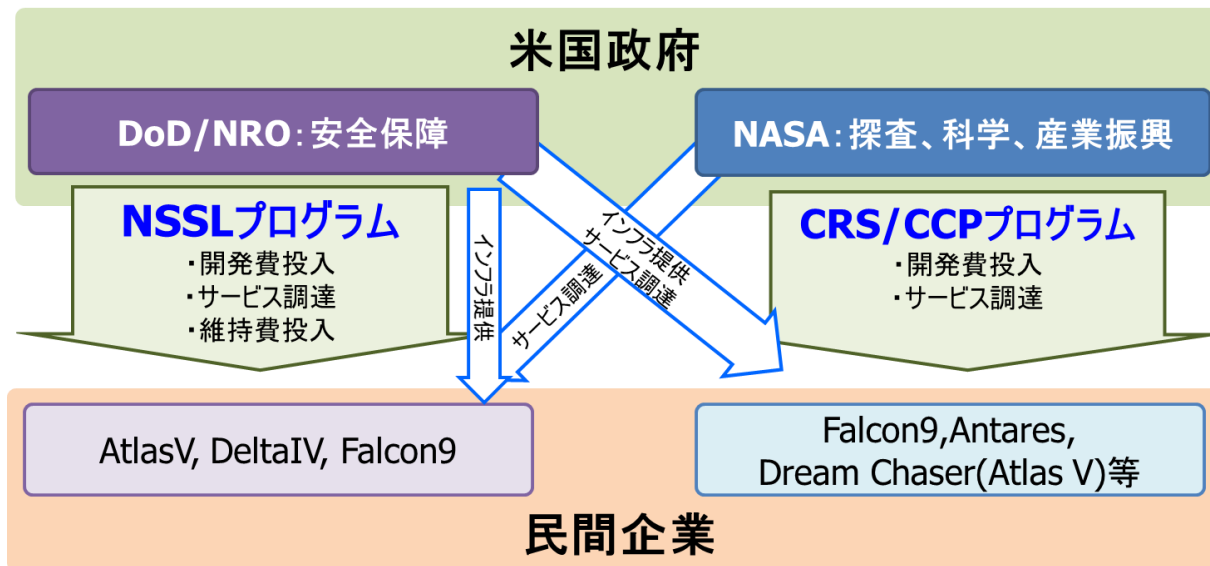 米国政府
DoD/NRO：安全保障
NASA：探査、科学、産業振興
NSSLプログラム
・開発費投入
・サービス調達
・維持費投入
インフラ提供
サービス調達
インフラ提供
サービス調達
CRS/CCPプログラム
・開発費投入
・サービス調達
AtlasV, DeltaIV, Falcon9
Falcon9,Antares,
Dream Chaser(Atlas V)等
民間企業